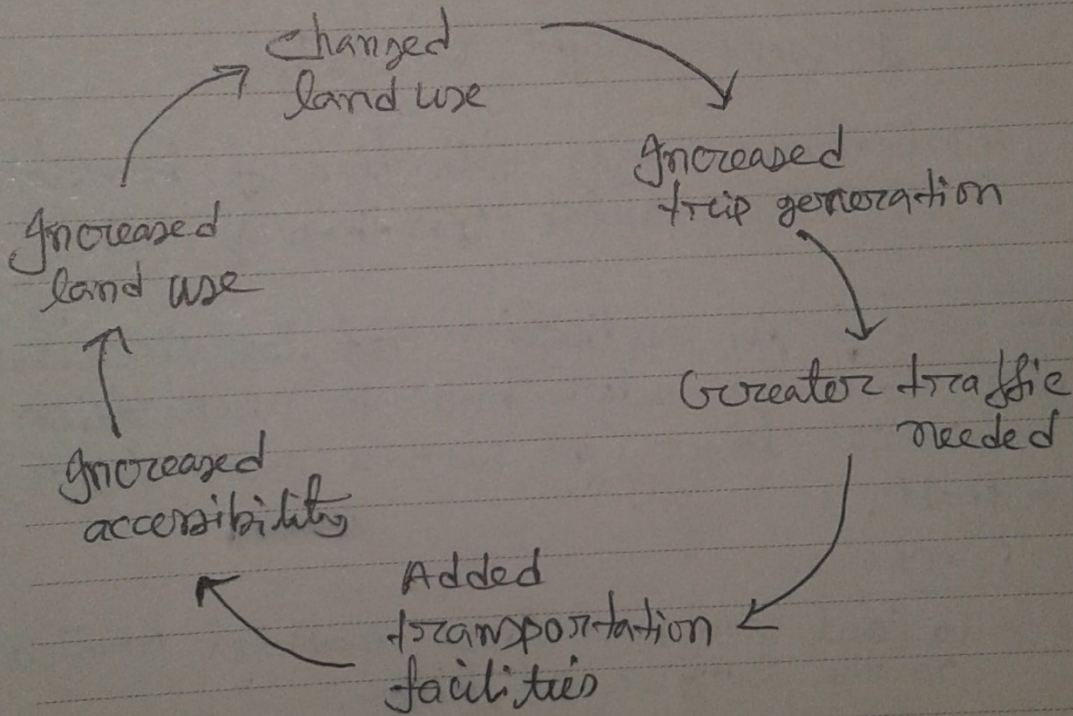 Changed
land use
Increased
trip generation
Greater traffic
needed
Added
transportation
facilities
Increased
accessibility
Increased
land use